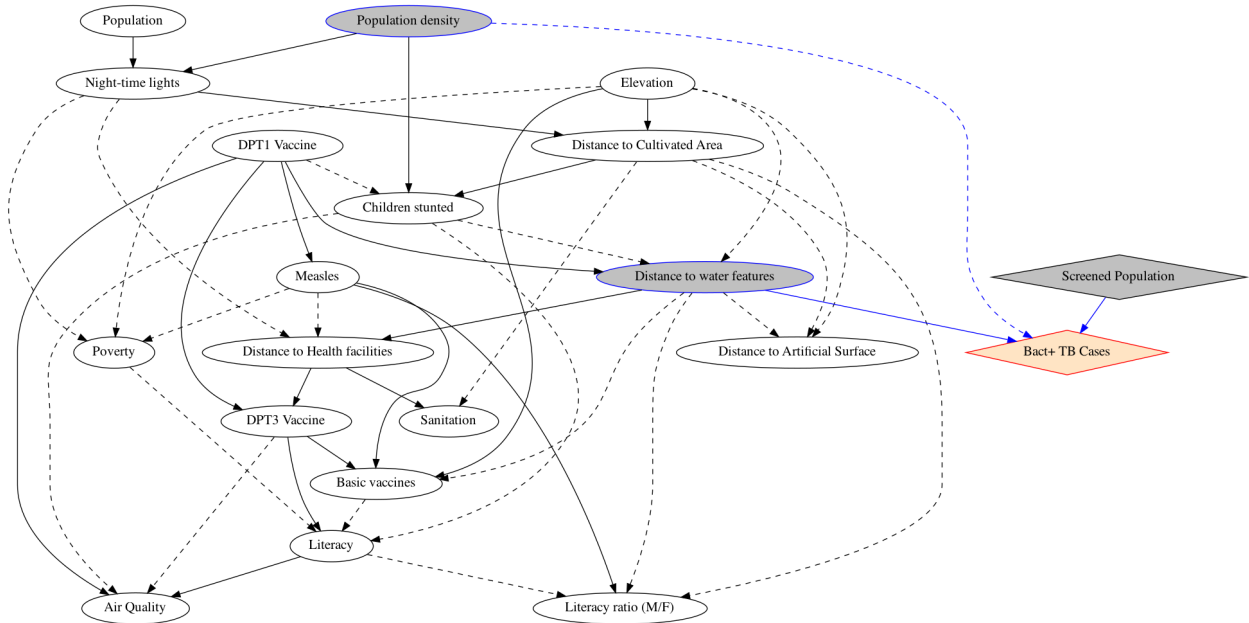 Population
Population density
Night-time lights
Elevation
DPT1 Vaccine
Distance to Cultivated Area
Children stunted
Measles
Distance to water features
Screened Population
Poverty
Distance to Health facilities
Distance to Artificial Surface
Bact+ TB Cases
DPT3 Vaccine
Sanitation
Basic vaccines
Literacy
Air Quality
Literacy ratio (M/F)